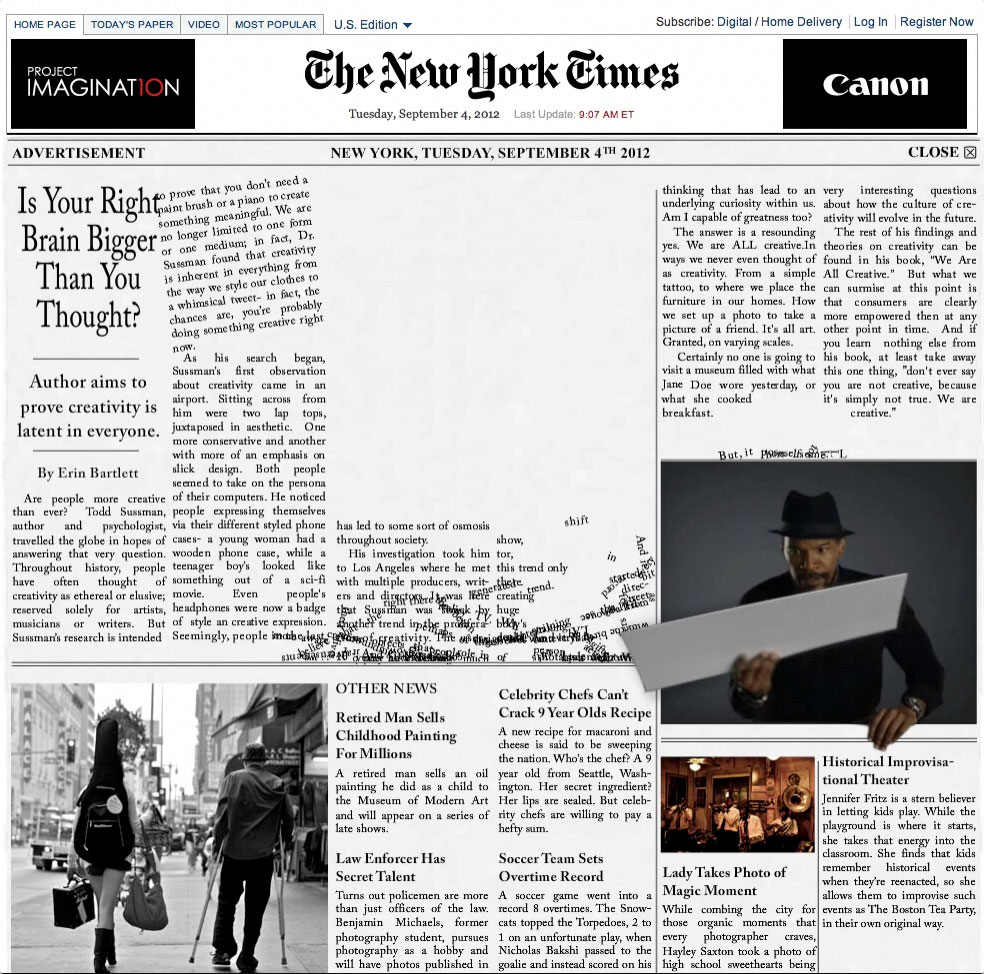 HOME PAGE
TODAY'S PAPER
VIDEO
MOST POPULAR
U.S. Edition
Subscribe: Digital / Home Delivery
Log In
Register Now
PROJECT
IMAGINAT10N
The New York Times
Tuesday, September 4, 2012
Last Update: 9:07 AM ET
Canon
ADVERTISEMENT
NEW YORK, TUESDAY, SEPTEMBER 4TH 2012
CLOSE
Is Your Right
Brain Bigger
Than You
Thought?
Author aims to
prove creativity is
latent in everyone.
By Erin Bartlett
Are people more creative
than ever? Todd Sussman,
author and psychologist,
travelled the globe in hopes of
answering that very question.
Throughout history, people
have often thought of
creativity as ethereal or elusive;
reserved solely for artists,
musicians or writers. But
Sussman's research is intended
to prove that you don't need a
paint brush or a piano to create
something meaningful. We are
no longer limited to one form
or one medium; in fact, Dr.
Sussman found that creativity
is inherent in everything from
the way we style our clothes to
a whimsical tweet- in fact, the
chances are, you're probably
doing something creative right
now.
As his search began,
Sussman's first observation
about creativity came in an
airport. Sitting across from
him were two lap tops,
juxtaposed in aesthetic. One
more conservative and another
with more of an emphasis on
slick design. Both people
seemed to take on the persona
of their computers. He noticed
people expressing themselves
via their different styled phone
cases- a young woman had a
wooden phone case, while a
teenager boy's looked like
something out of a sci-fi
movie. Even people's
headphones were now a badge
of style an creative expression.
Seemingly, people
has led to some sort of osmosis
throughout society.
His investigation took him
to Los Angeles where he met
with multiple producers, writ-
ers and directors. It was here
that Sussman was
another trend in the
of creativity. The
show,
tor,
this trend only
there
creating
huge
body's
shift
in
generated trend.
right there
person
thinking that has lead to an
underlying curiosity within us.
Am I capable of greatness too?
The answer is a resounding
yes. We are ALL creative.In
ways we never even thought of
as creativity. From a simple
tattoo, to where we place the
furniture in our homes. How
we set up a photo to take a
picture of a friend. It's all art.
Granted, on varying scales.
Certainly no one is going to
visit a museum filled with what
Jane Doe wore yesterday, or
what she cooked
breakfast.
But, it
very interesting questions
about how the culture of cre-
ativity will evolve in the future.
The rest of his findings and
theories on creativity can be
found in his book, "We Are
All Creative." But what we
can surmise at this point is
that consumers are clearly
more empowered then at any
other point in time. And if
you learn nothing else from
his book, at least take away
this one thing, "don't ever say
you are not creative, because
it's simply not true. We are
creative."
OTHER NEWS
Retired Man Sells
Childhood Painting
For Millions
A retired man sells an oil
painting he did as a child to
the Museum of Modern Art
and will appear on a series of
late shows.
Law Enforcer Has
Secret Talent
Turns out policemen are more
than just officers of the law.
Benjamin Michaels, former
photography student, pursues
photography as a hobby and
will have photos published in
Celebrity Chefs Can't
Crack 9 Year Olds Recipe
A new recipe for macaroni and
cheese is said to be sweeping
the nation. Who's the chef? A 9
year old from Seattle, Wash-
ington. Her secret ingredient?
Her lips are sealed. But celeb-
rity chefs are willing to pay a
hefty sum.
Soccer Team Sets
Overtime Record
A soccer game went into a
record 8 overtimes. The Snow-
cats topped the Torpedoes, 2 to
1 on an unfortunate play, when
Nicholas Bakshi passed to the
goalie and instead scored on his
Lady Takes Photo of
Magic Moment
While combing the city for
those organic moments that
every photographer craves,
Hayley Saxton took a photo of
high school sweethearts being
Historical Improvisa-
tional Theater
Jennifer Fritz is a stern believer
in letting kids play. While the
playground is where it starts,
she takes that energy into the
classroom. She finds that kids
remember historical events
when they're reenacted, so she
allows them to improvise such
events as The Boston Tea Party,
in their own original way.